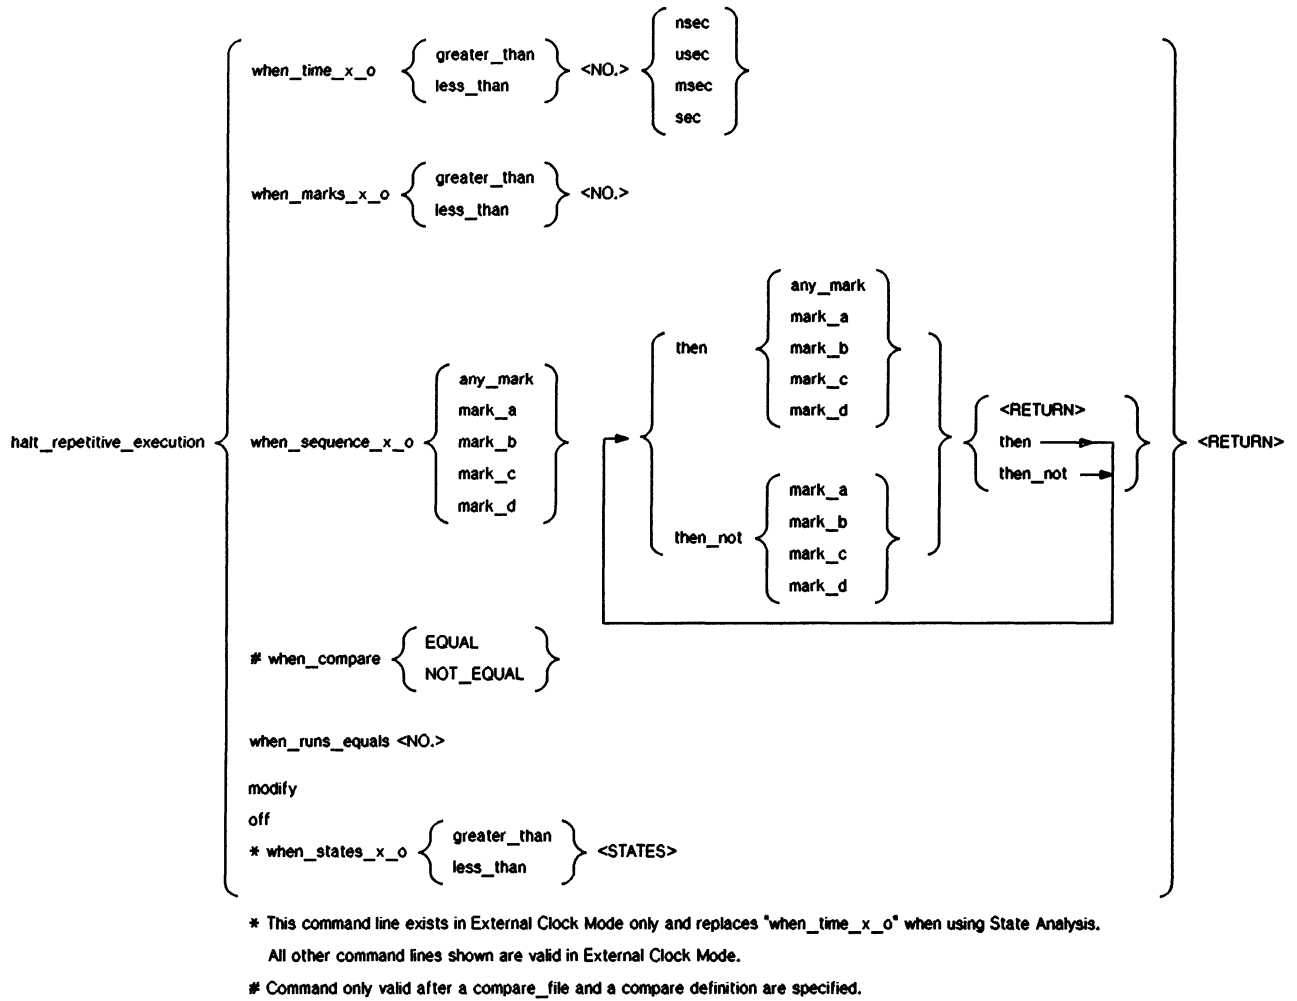 nsec
when_time_x_o greater_than <NO.> usec
less_than msec
sec
when_marks_x_o greater_than <NO.>
less_than
any_mark
mark_a
then mark_b
mark_c
mark_d
any_mark
mark_a
halt_repetitive_execution when_sequence_x_o mark_b
mark_c
mark_d
<RETURN>
then
then_not
<RETURN>
mark_a
mark_b
then_not mark_c
mark_d
# when_compare EQUAL
NOT_EQUAL
when_runs_equals <NO.>
modify
off
* when_states_x_o greater_than <STATES>
less_than
* This command line exists in External Clock Mode only and replaces "when_time_x_o" when using State Analysis.
All other command lines shown are valid in External Clock Mode.
# Command only valid after a compare_file and a compare definition are specified.